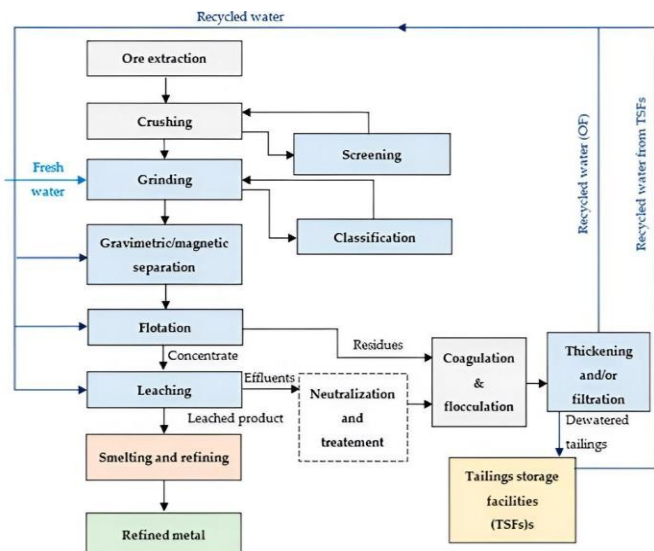 Recycled water
Ore extraction
Crushing
Screening
Fresh
water
Grinding
Classification
Gravimetric/magnetic
separation
Recycled water (OF)
Recycled water from TSFs
Flotation
Residues
Concentrate
Coagulation
&
flocculation
Thickening
and/or
filtration
Leaching
Effluents
Neutralization
and
treatement
Leached product
Dewatered
tailings
Smelting and refining
Tailings storage
facilities
(TSFs)s
Refined metal